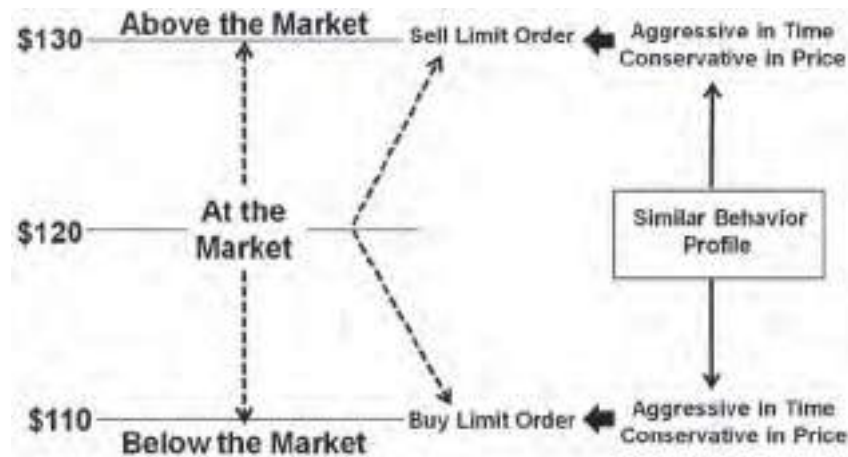 Above the Market
$130
Sell Limit Order
Aggressive in Time
Conservative in Price
At the
Market
$120
Similar Behavior
Profile
$110
Buy Limit Order
Aggressive in Time
Conservative in Price
Below the Market